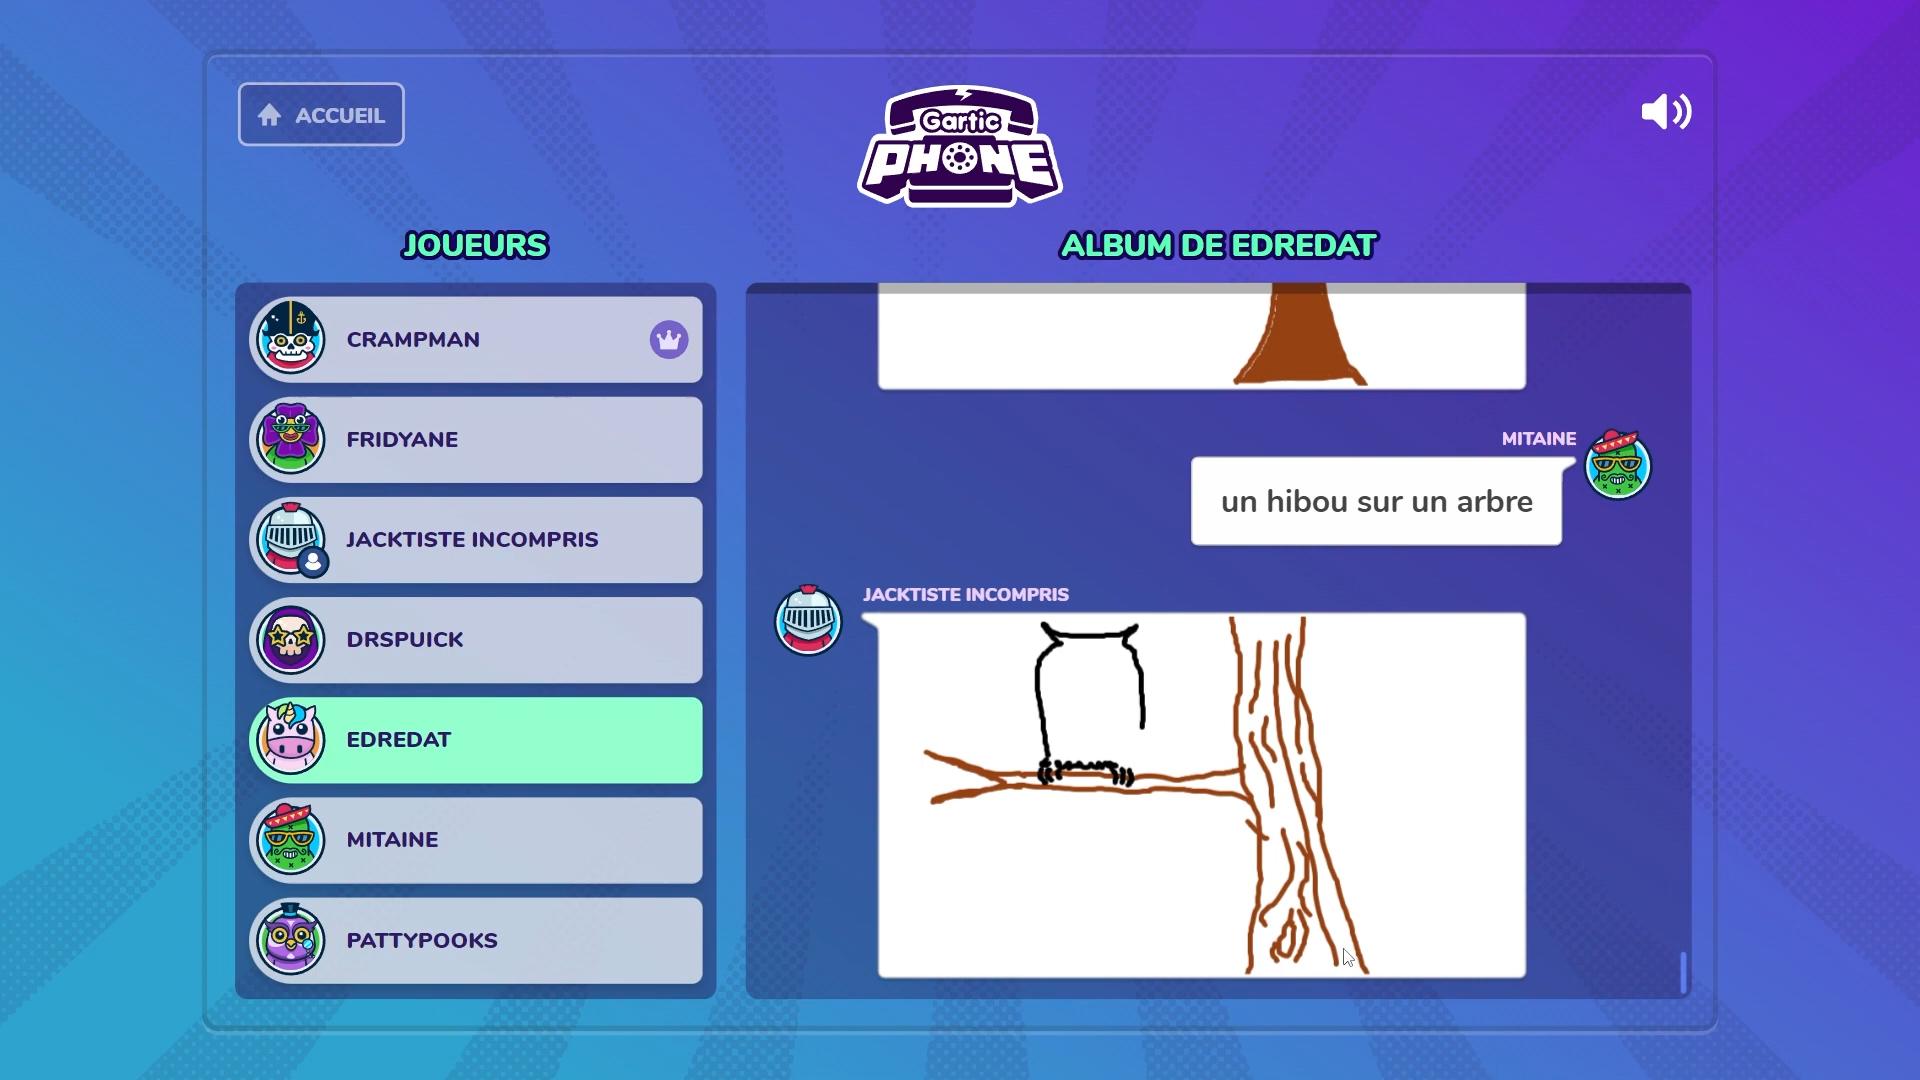 ACCUEIL
Gartic
PHONE
JOUEURS
ALBUM DE EDREDAT
CRAMPMAN
FRIDYANE
JACKTISTE INCOMPRIS
DRSPUICK
EDREDAT
MITAINE
PATTYPOOKS
MITAINE
un hibou sur un arbre
JACKTISTE INCOMPRIS